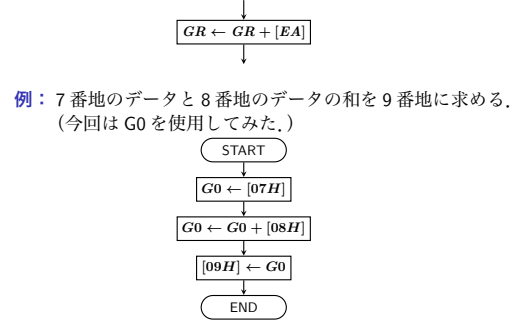 GR ← GR + [EA]
例： 7 番地のデータと 8 番地のデータの和を 9 番地に求める．
（今回は G0 を使用してみた．）
START
G0 ← [07H]
G0 ← G0 + [08H]
[09H] ← G0
END